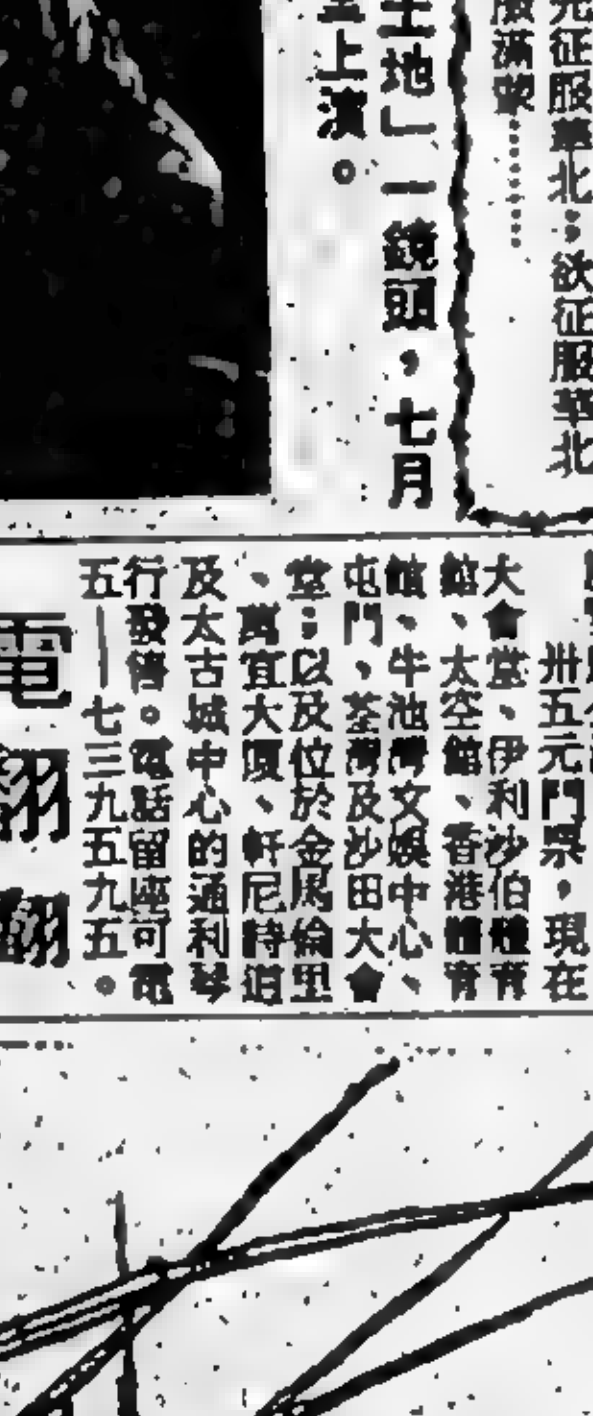 元征服華北；欲征服華北
服滿蒙………
土地」一鏡頭，七月
上演。
卅五元門票，現在
大會堂、伊利沙伯體育
館、太空館、香港體育
館、牛池灣文娛中心、
屯門，荃灣及沙田大會
堂；以及位於金馬倫里
、萬宜大廈、軒尼詩道
及太古城中心的通利琴
行發售。電話留座可電
五—七三九五九五。
電
翻
翻